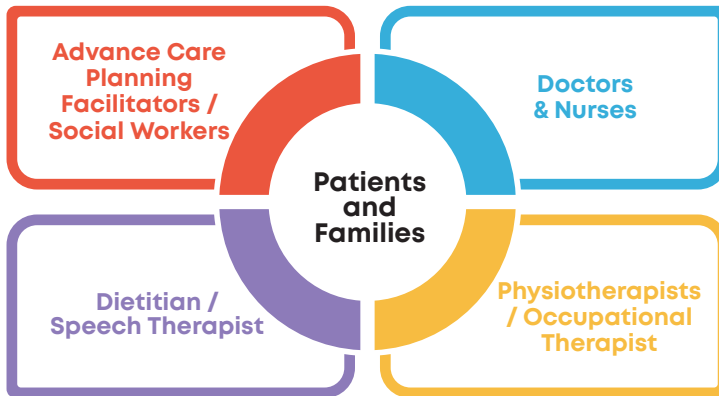 Advance Care
Planning
Facilitators /
Social Workers
Doctors
& Nurses
Patients
and
Families
Dietitian /
Speech Therapist
Physiotherapists
/ Occupational
Therapist